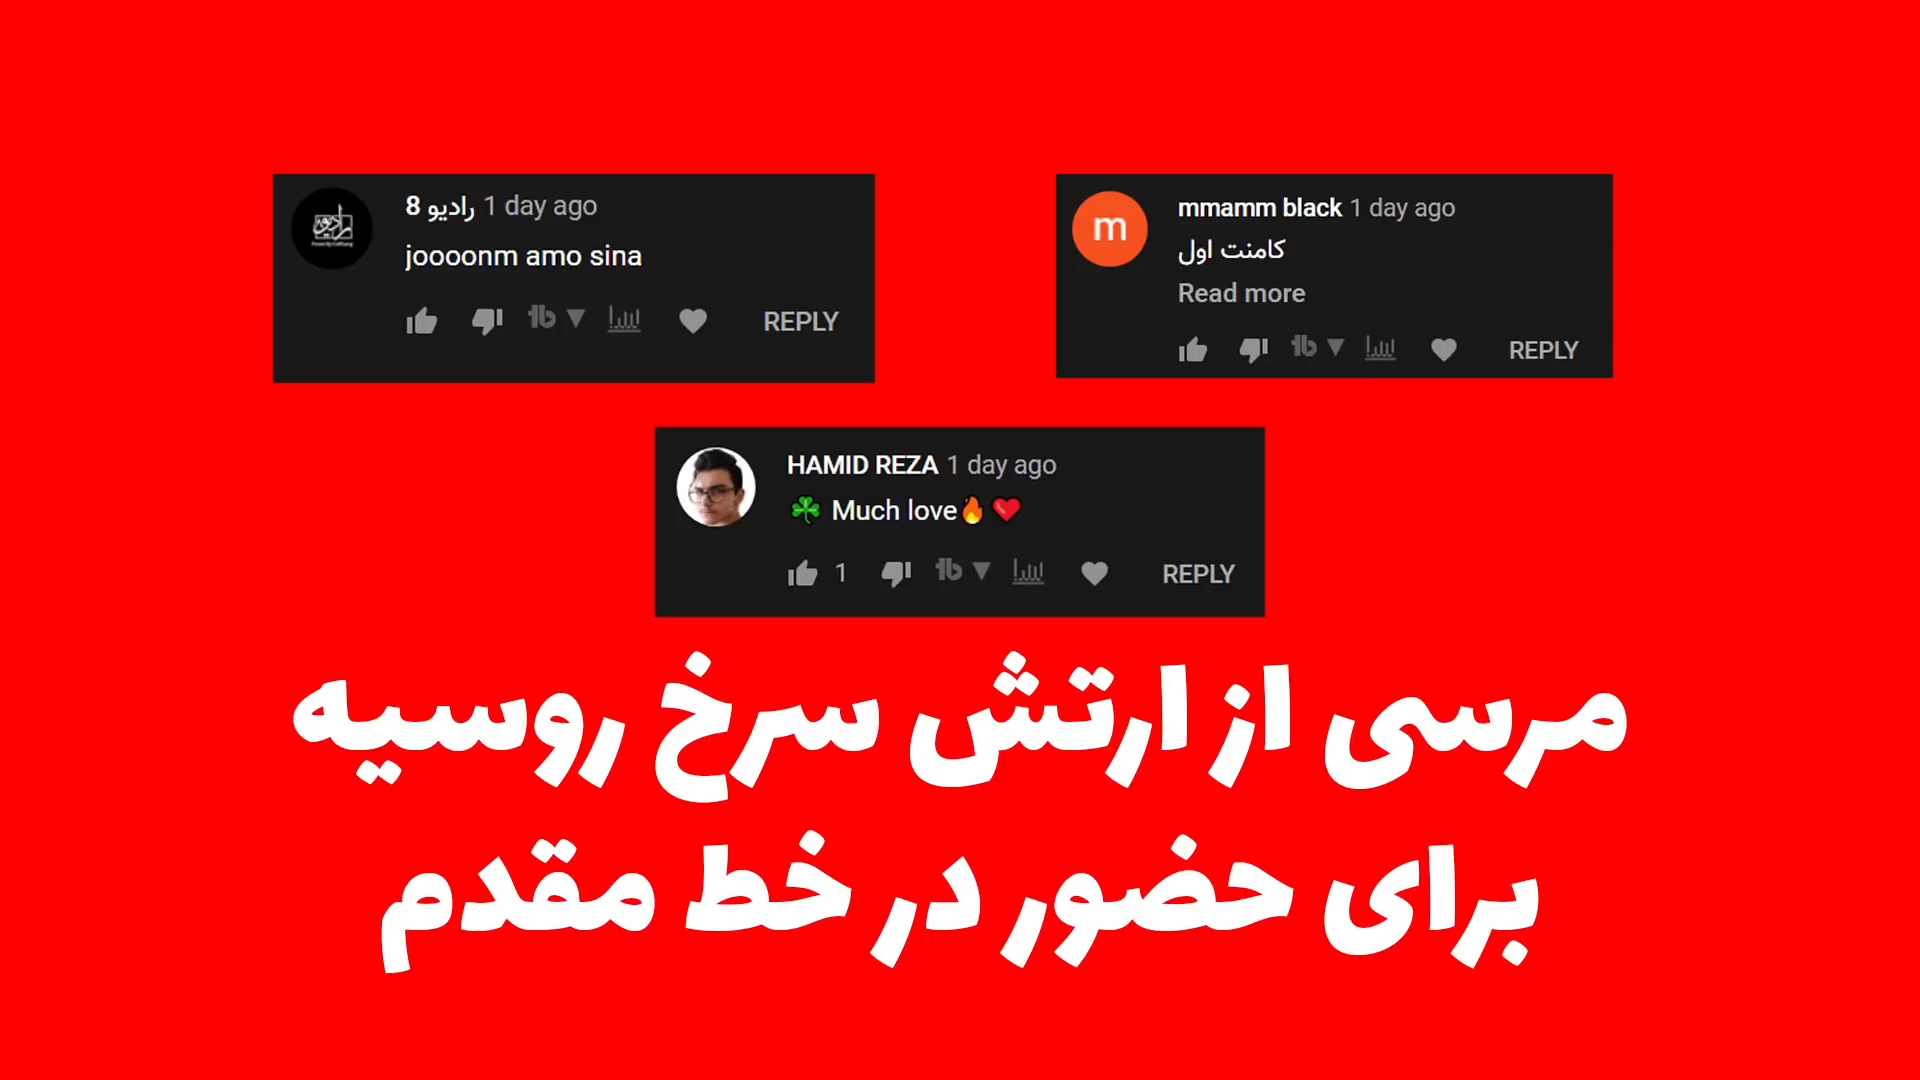 رادیو 8 1 day ago
joooonm amo sina
REPLY
m
mmamm black 1 day ago
کامنت اول
Read more
REPLY
HAMID REZA 1 day ago
☘️ Much love🔥❤️
1
REPLY
مرسی از ارتش سرخ روسیه
برای حضور در خط مقدم